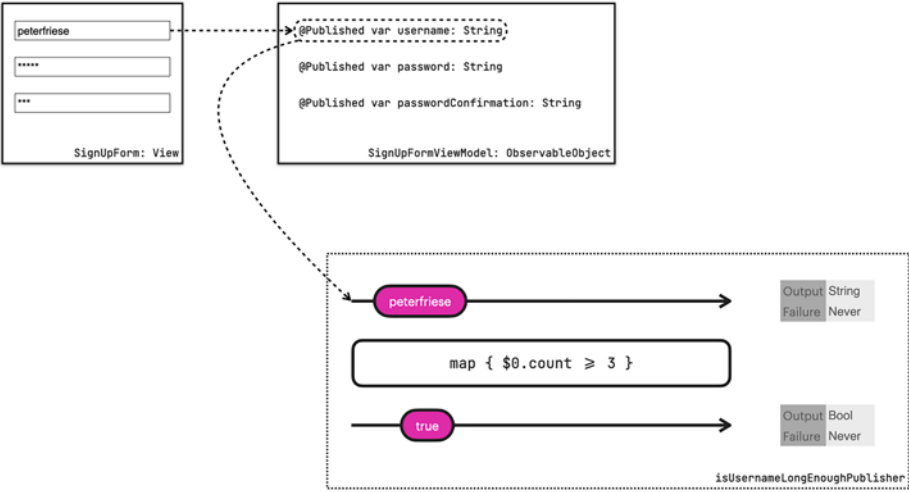 peterfriese
*****
***
SignUpForm: View
@Published var username: String
@Published var password: String
@Published var passwordConfirmation: String
SignUpFormViewModel: ObservableObject
peterfriese
Output String
Failure Never
map { $0.count ⩾ 3 }
true
Output Bool
Failure Never
isUsernameLongEnoughPublisher